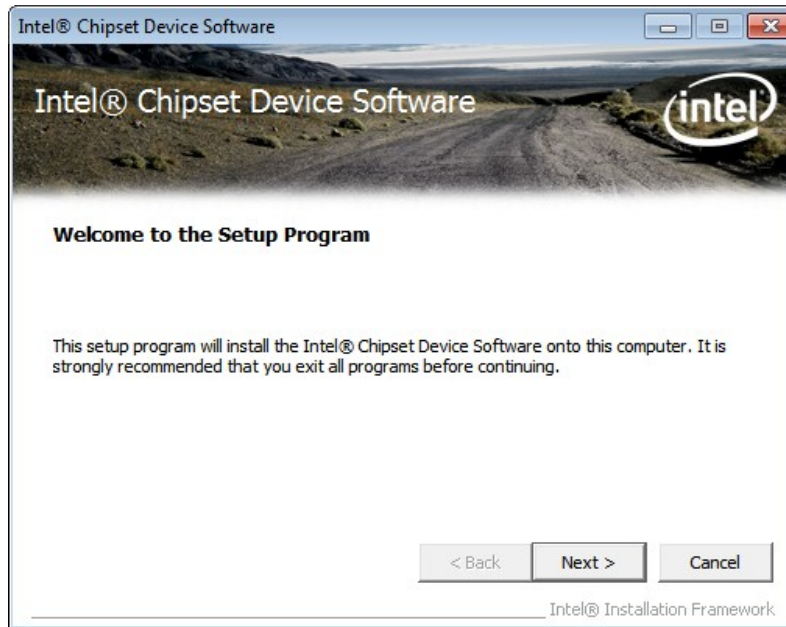 Intel® Chipset Device Software
Intel® Chipset Device Software
intel
Welcome to the Setup Program
This setup program will install the Intel® Chipset Device Software onto this computer. It is
strongly recommended that you exit all programs before continuing.
< Back Next > Cancel
Intel® Installation Framework